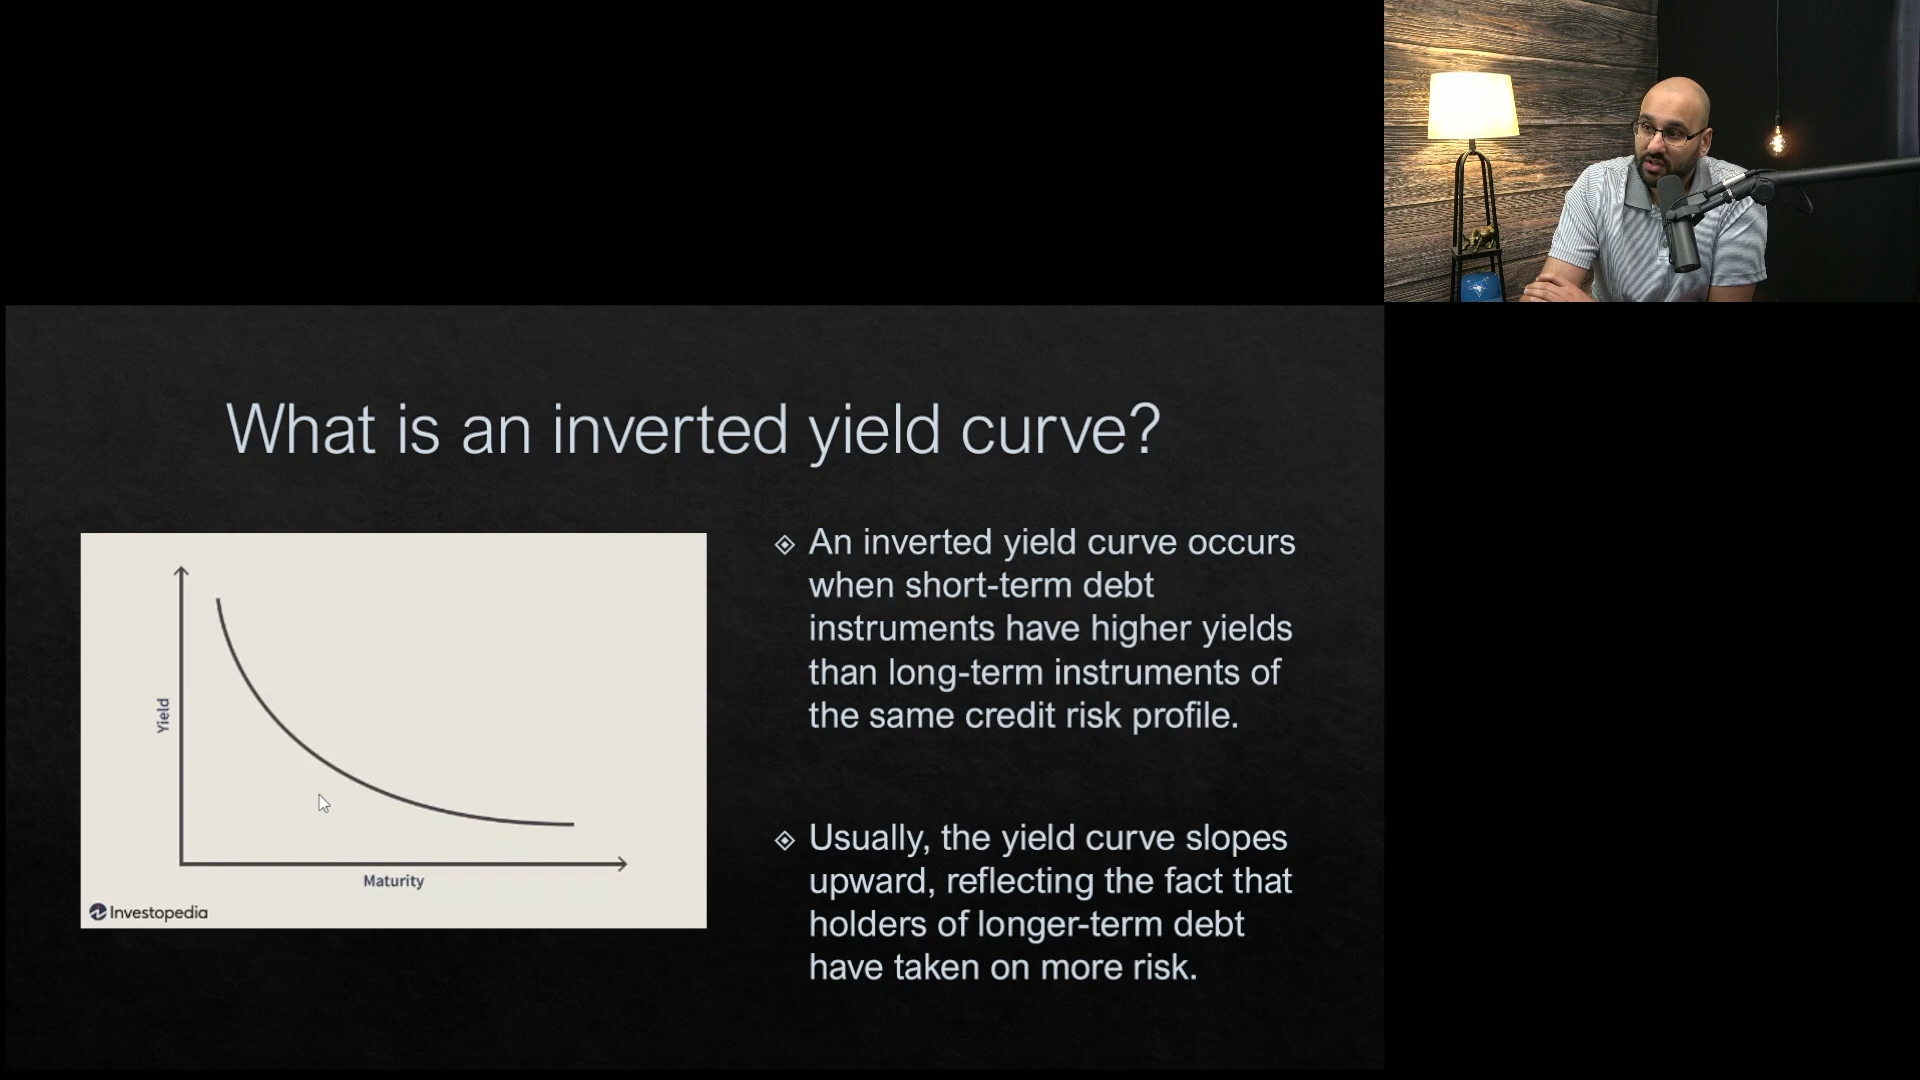 What is an inverted yield curve?
Yield
Maturity
Investopedia
An inverted yield curve occurs
when short-term debt
instruments have higher yields
than long-term instruments of
the same credit risk profile.
Usually, the yield curve slopes
upward, reflecting the fact that
holders of longer-term debt
have taken on more risk.